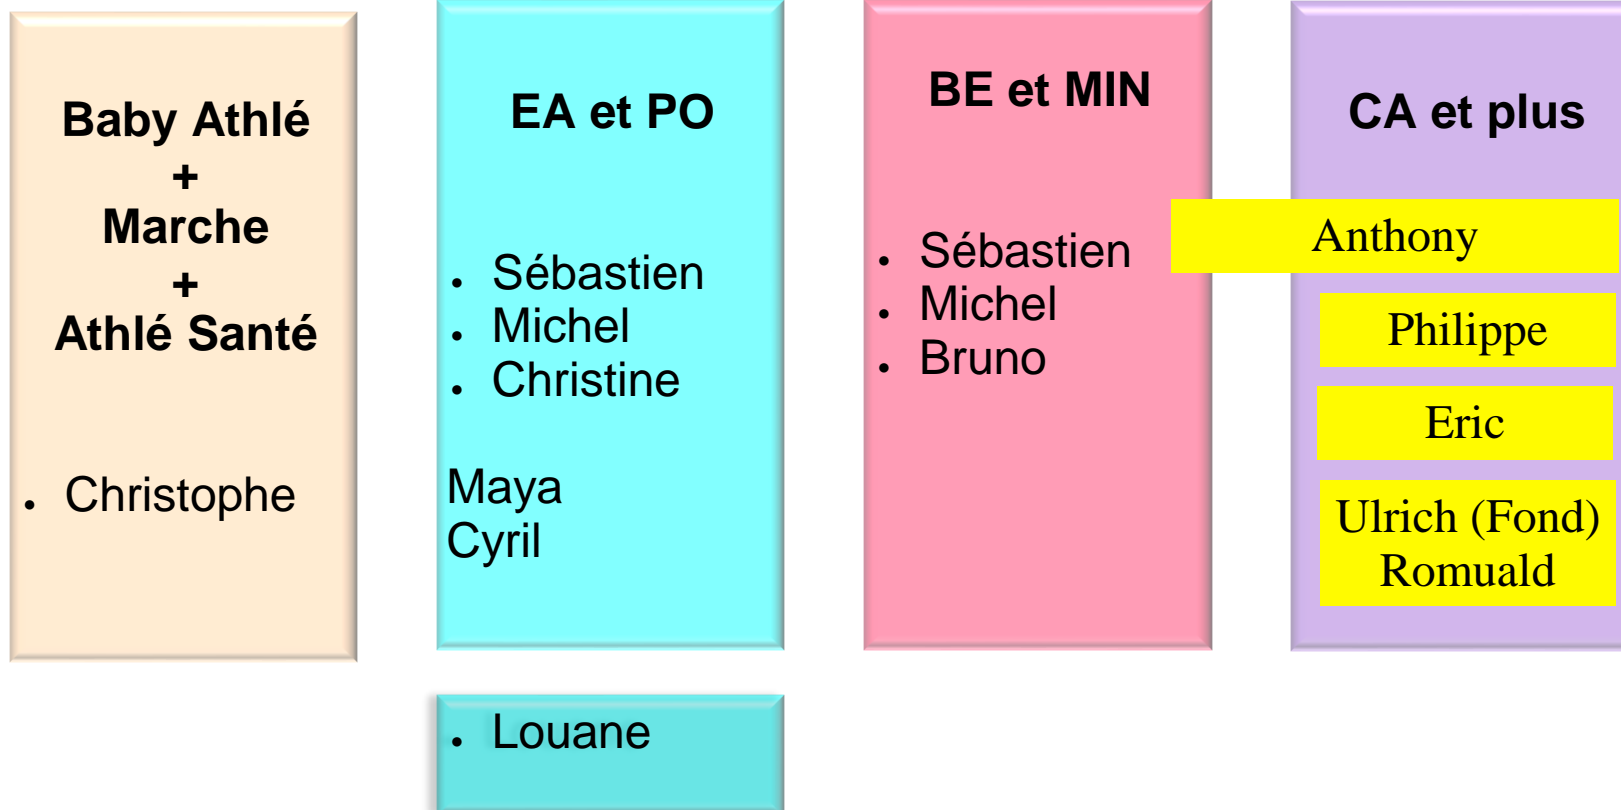 Baby Athlé
+
Marche
+
Athlé Santé
. Christophe
EA et PO
. Sébastien
. Michel
. Christine
Maya
Cyril
. Louane
BE et MIN
. Sébastien
. Michel
. Bruno
CA et plus
Anthony
Philippe
Eric
Ulrich (Fond)
Romuald